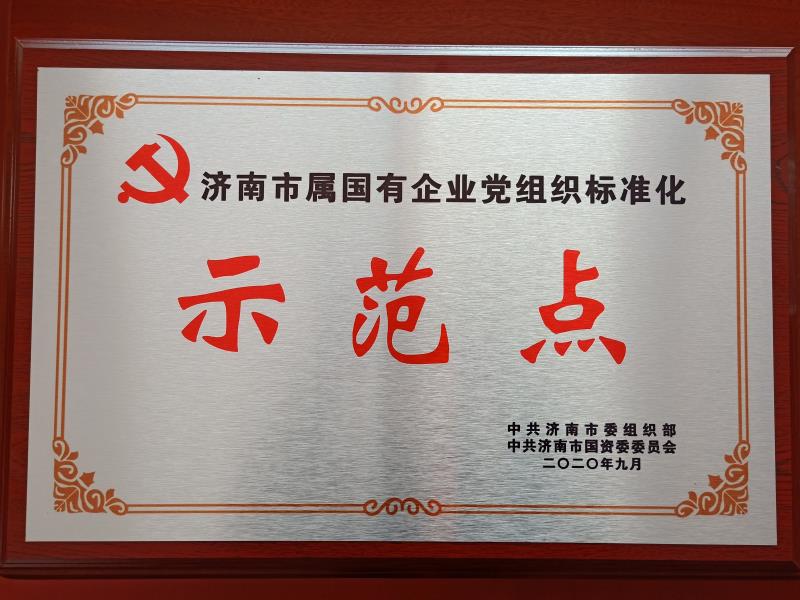 济南市属国有企业党组织标准化
示范点
中共济南市委组织部
中共济南市国资委委员会
二〇二〇年九月